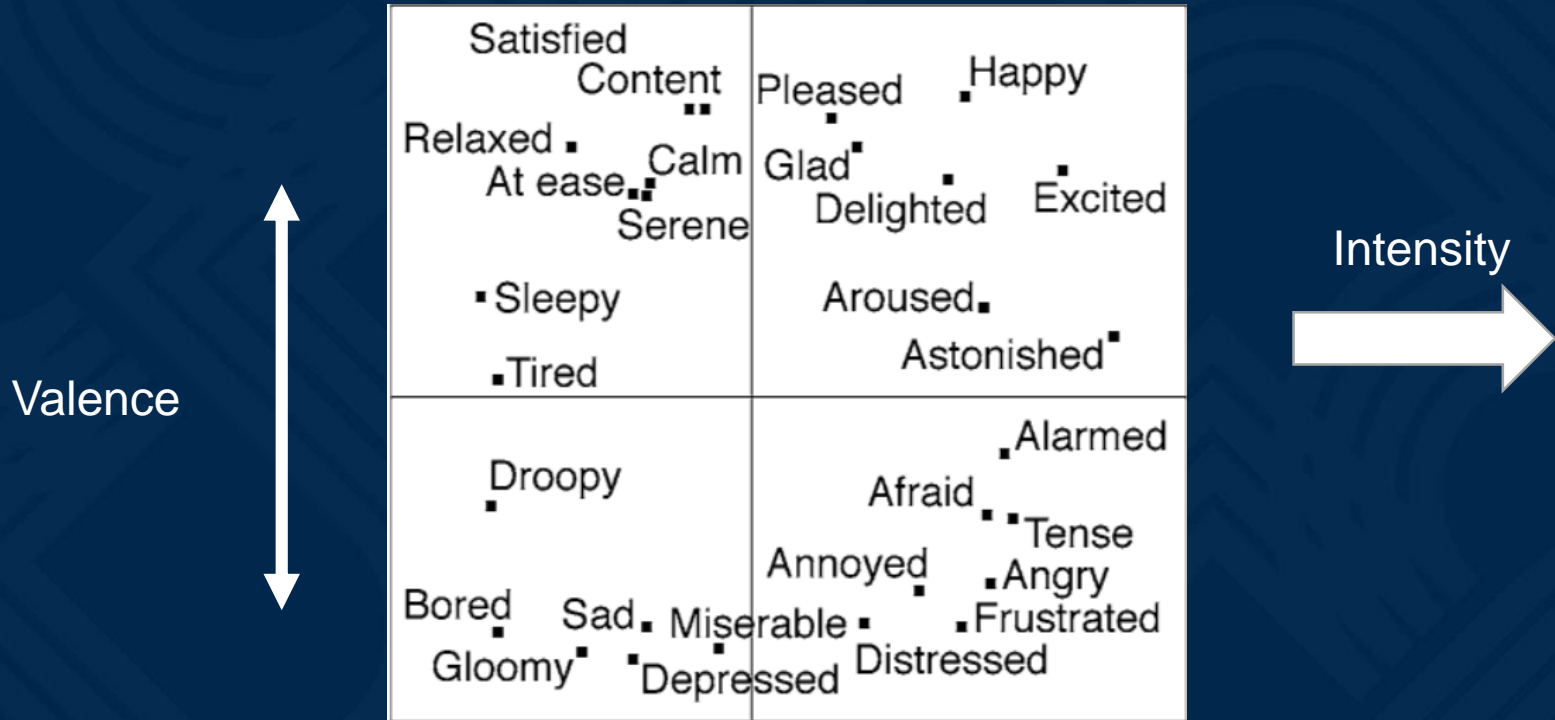 Satisfied
Content
Pleased
Happy
Relaxed
Calm
Glad
At ease
Delighted
Excited
Serene
Intensity
Sleepy
Aroused
Astonished
Tired
Valence
Alarmed
Droopy
Afraid
Tense
Annoyed
Angry
Bored
Sad
Miserable
Frustrated
Gloomy
Depressed
Distressed